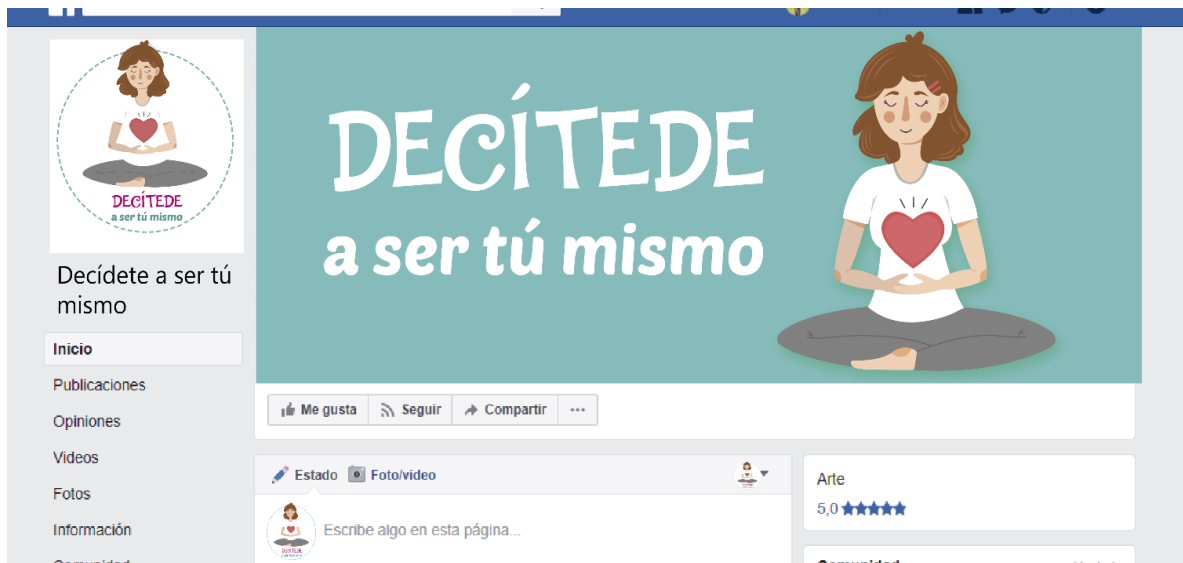 DECÍTEDE
a ser tú mismo
Decídete a ser tú
mismo
Inicio
Publicaciones
Opiniones
Videos
Fotos
Información
DECÍTEDE
a ser tú mismo
Me gusta
Seguir
Compartir
Estado
Foto/video
Escribe algo en esta página...
Arte
5,0
Comunidad